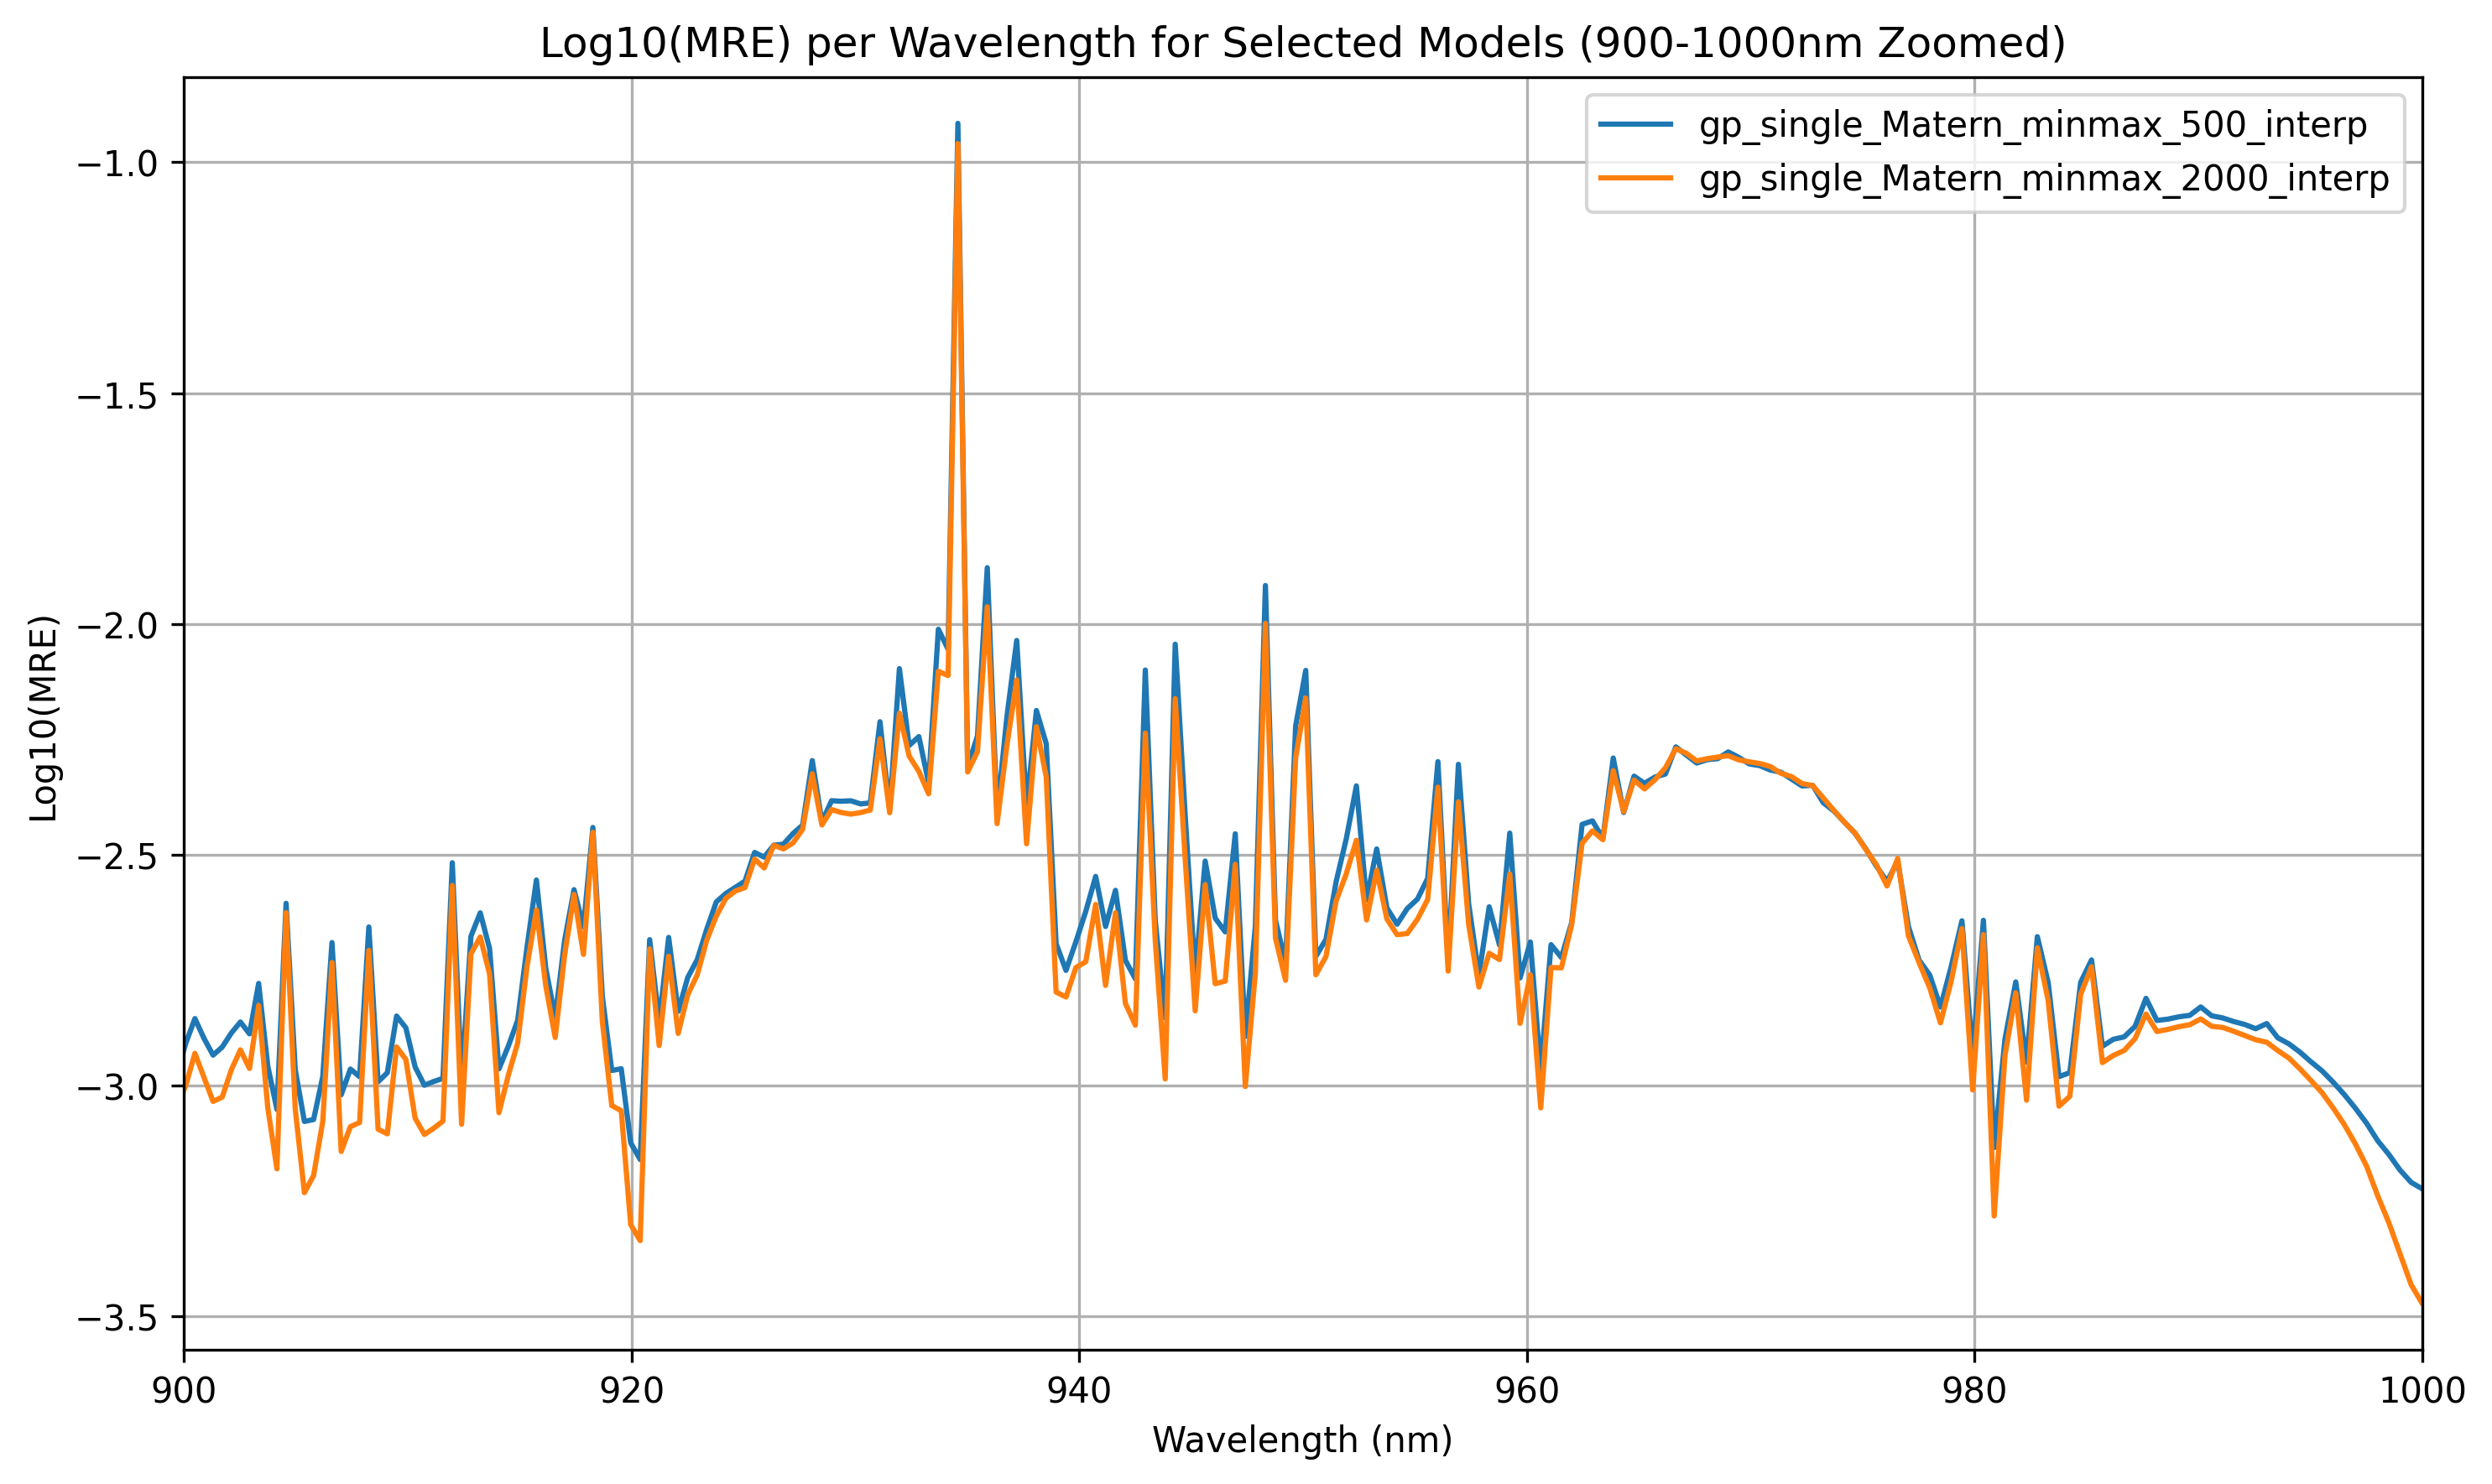 Log10(MRE) per Wavelength for Selected Models (900-1000nm Zoomed)
gp_single_Matern_minmax_500_interp
gp_single_Matern_minmax_2000_interp
−1.0
−1.5
−2.0
−2.5
−3.0
−3.5
Log10(MRE)
900
920
940
960
980
1000
Wavelength (nm)